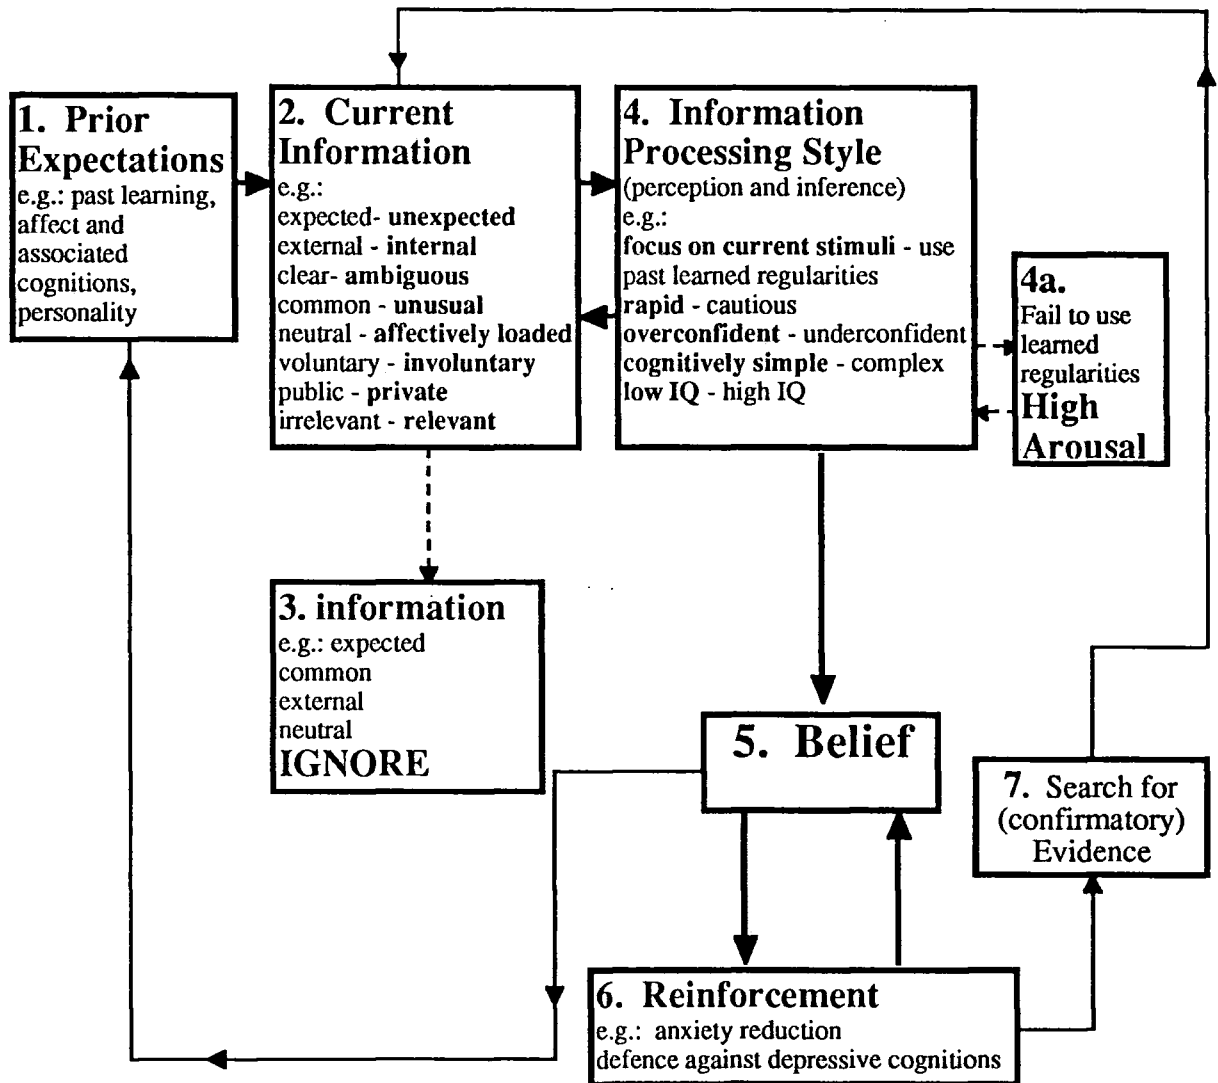 1. Prior
Expectations
e.g.: past learning,
affect and
associated
cognitions,
personality
2. Current
Information
e.g.:
expected- unexpected
external - internal
clear- ambiguous
common - unusual
neutral - affectively loaded
voluntary - involuntary
public - private
irrelevant - relevant
3. information
e.g.: expected
common
external
neutral
IGNORE
4. Information
Processing Style
(perception and inference)
e.g.:
focus on current stimuli - use
past learned regularities
rapid - cautious
overconfident - underconfident
cognitively simple - complex
low IQ - high IQ
4a.
Fail to use
learned
regularities
High
Arousal
5. Belief
6. Reinforcement
e.g.: anxiety reduction
defence against depressive cognitions
7. Search for
(confirmatory)
Evidence